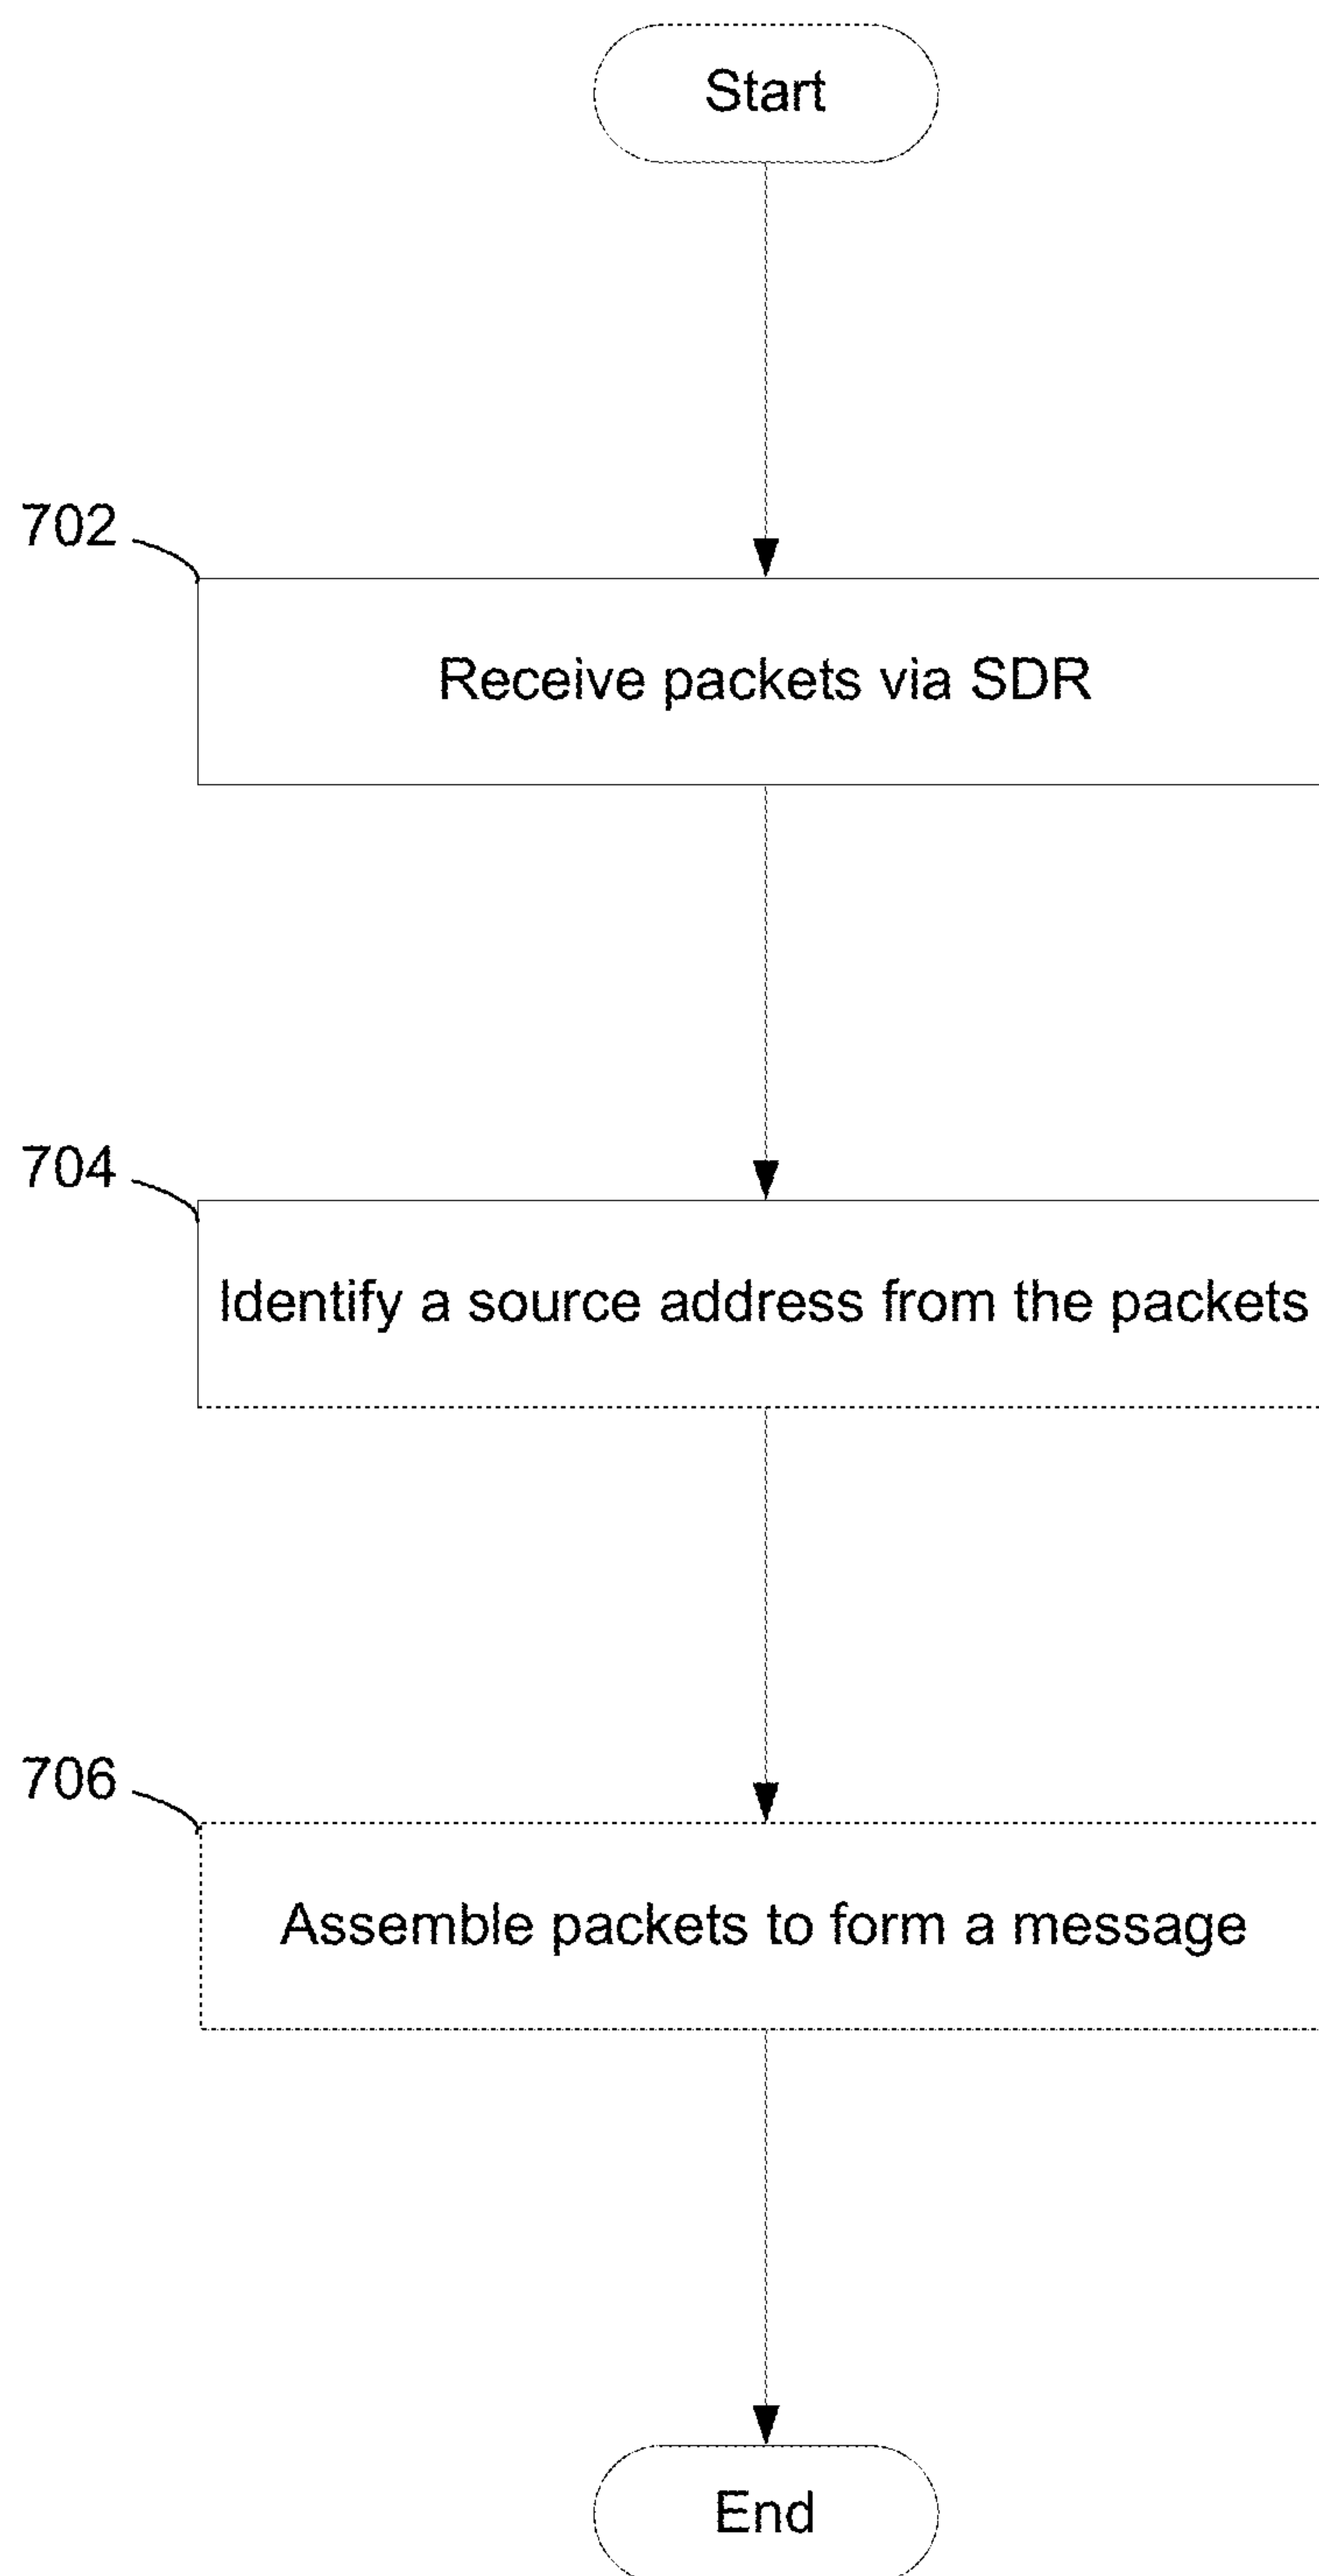 Start
702
Receive packets via SDR
704
Identify a source address from the packets
706
Assemble packets to form a message
End